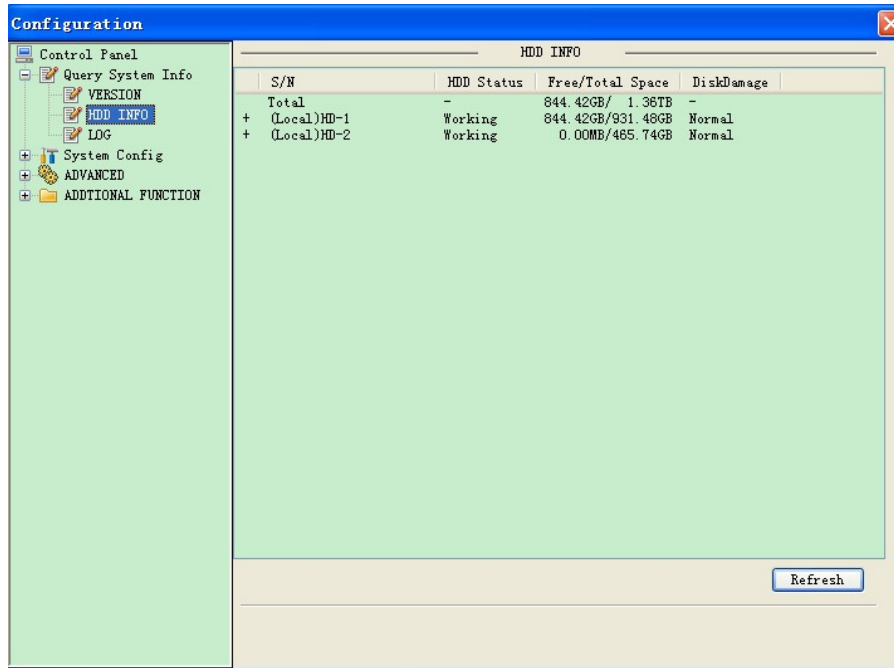 Configuration
Control Panel
Query System Info
VERSION
HDD INFO
LOG
System Config
ADVANCED
ADDTIONAL FUNCTION
HDD INFO
S/N HDD Status Free/Total Space DiskDamage
Total - 844.42GB/ 1.36TB -
+ (Local)HD-1 Working 844.42GB/931.48GB Normal
+ (Local)HD-2 Working 0.00MB/465.74GB Normal
Refresh